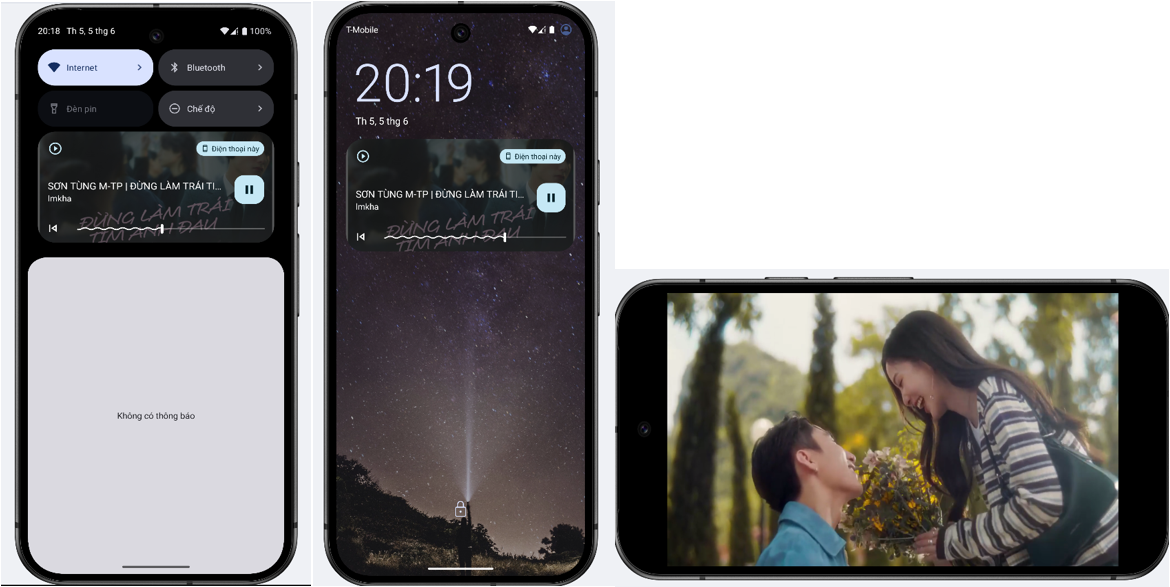 20:18 Th 5, 5 thg 6
100%
Internet
Bluetooth
Đèn pin
Chế độ
Điện thoại này
SƠN TÙNG M-TP | ĐỪNG LÀM TRÁI TI...
Imkha
ĐỪNG LÀM TRÁI
TIM ANH ĐAU
Không có thông báo
T-Mobile
20:19
Th 5, 5 thg 6
Điện thoại này
SƠN TÙNG M-TP | ĐỪNG LÀM TRÁI TI...
Imkha
ĐỪNG LÀM TRÁI
TIM ANH ĐAU